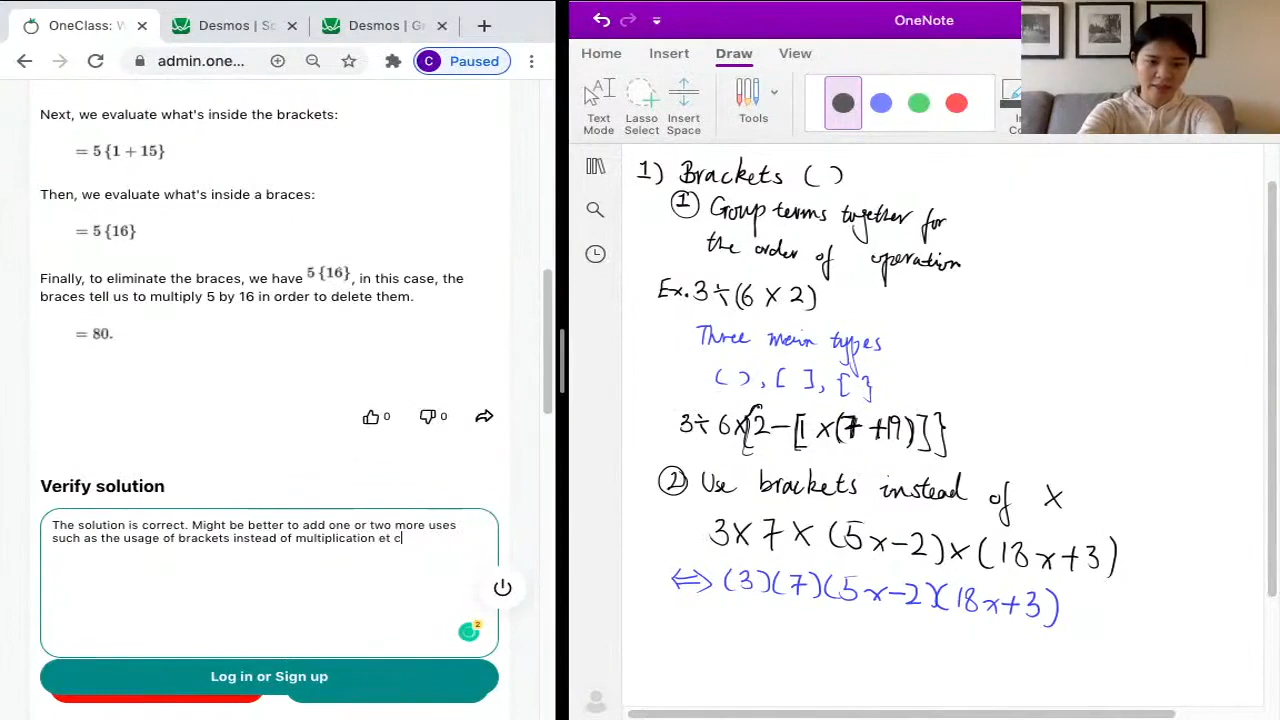 OneClass: W
Desmos | Sc
Desmos | Gr
admin.one...
C Paused
Next, we evaluate what's inside the brackets:
= 5 {1 + 15}
Then, we evaluate what's inside a braces:
= 5 {16}
Finally, to eliminate the braces, we have 5 {16}, in this case, the
braces tell us to multiply 5 by 16 in order to delete them.
= 80.
0
0
Verify solution
The solution is correct. Might be better to add one or two more uses
such as the usage of brackets instead of multiplication et c
2
Log in or Sign up
OneNote
Home Insert Draw View
Text Mode
Lasso Select
Insert Space
Tools
1) Brackets ( )
① Group terms together for
the order of operation
Ex. 3 ÷ (6 × 2)
Three main types
( ), [ ], { }
3 ÷ 6 × {2 − [1 × (7 + 19)]}
② Use brackets instead of ×
3 × 7 × (5x − 2) × (18x + 3)
⇔ (3)(7)(5x − 2)(18x + 3)